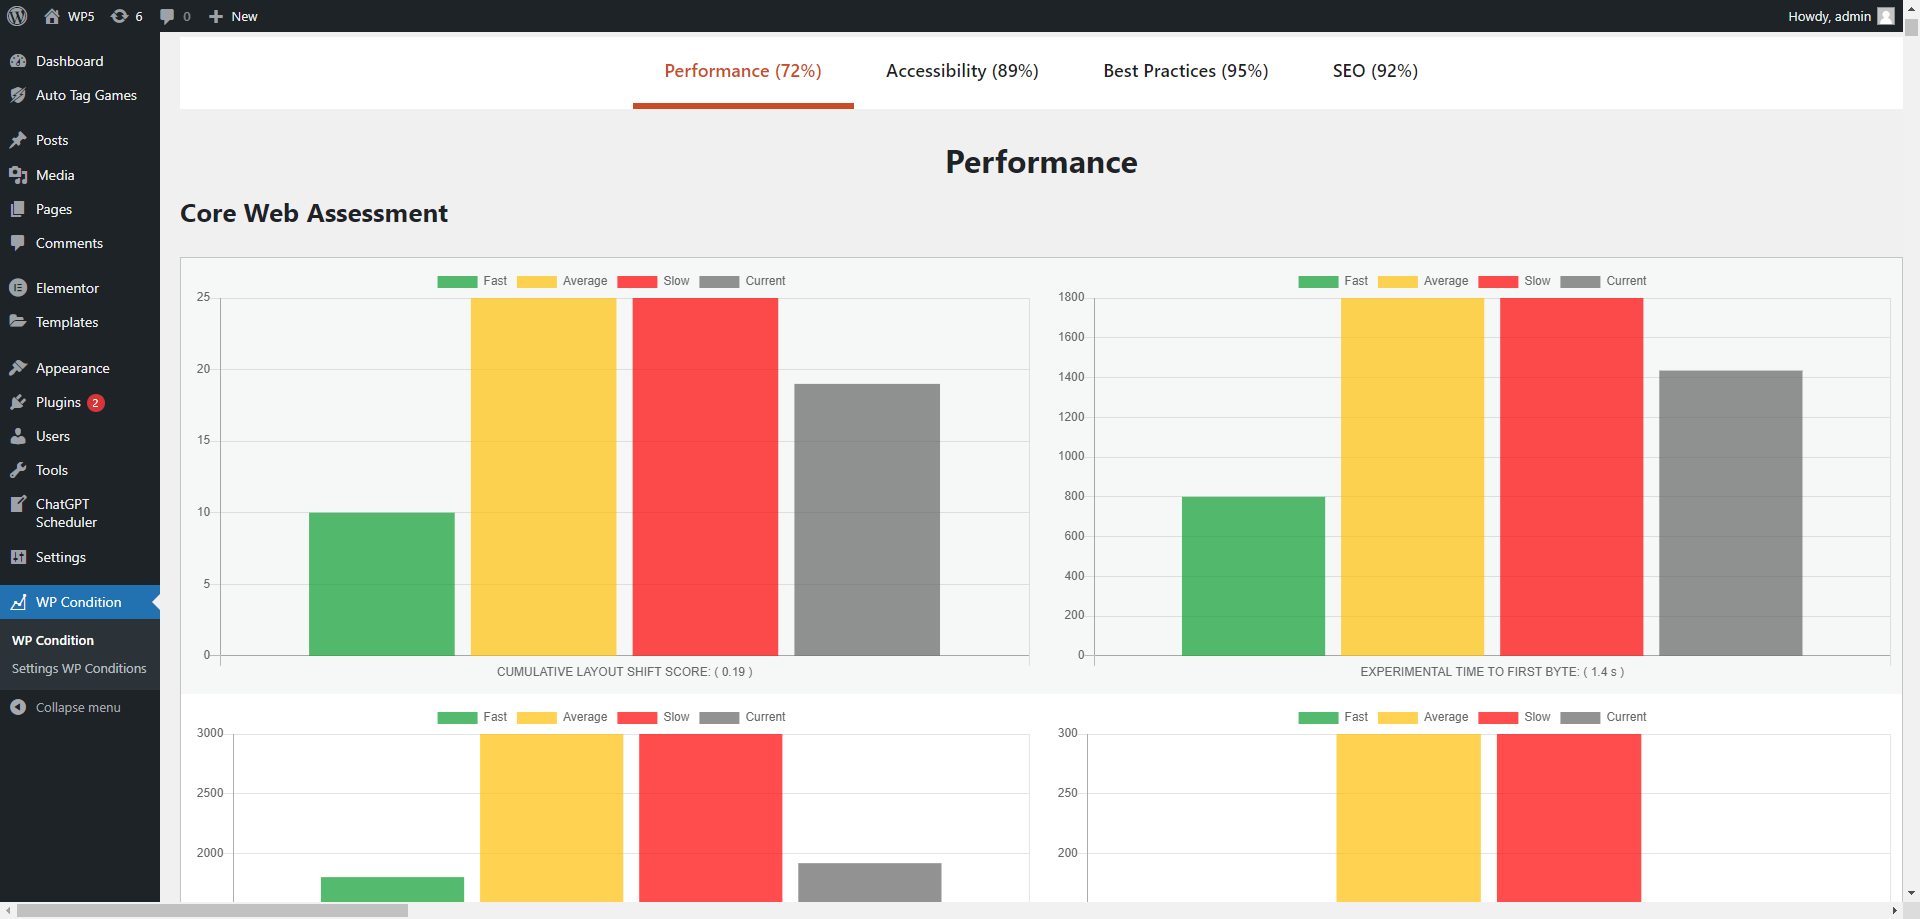 WP5 6 0 New Howdy, admin
Dashboard
Auto Tag Games
Posts
Media
Pages
Comments
Elementor
Templates
Appearance
Plugins 2
Users
Tools
ChatGPT
Scheduler
Settings
WP Condition
WP Condition
Settings WP Conditions
Collapse menu
Performance (72%) Accessibility (89%) Best Practices (95%) SEO (92%)
Performance
Core Web Assessment
Fast Average Slow Current
25
20
15
10
5
0
CUMULATIVE LAYOUT SHIFT SCORE: ( 0.19 )
Fast Average Slow Current
1800
1600
1400
1200
1000
800
600
400
200
0
EXPERIMENTAL TIME TO FIRST BYTE: ( 1.4 s )
Fast Average Slow Current
3000
2500
2000
Fast Average Slow Current
300
250
200